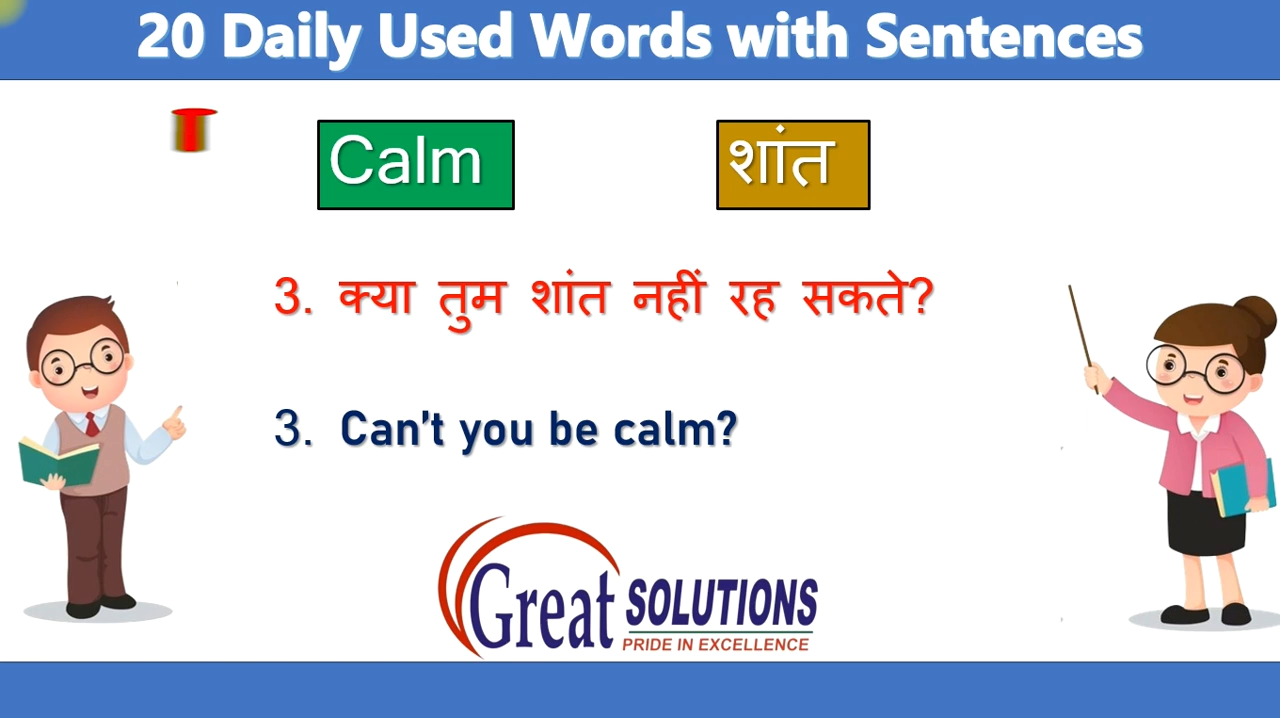 20 Daily Used Words with Sentences
Calm
शांत
3. क्या तुम शांत नहीं रह सकते?
3. Can't you be calm?
Great SOLUTIONS
PRIDE IN EXCELLENCE